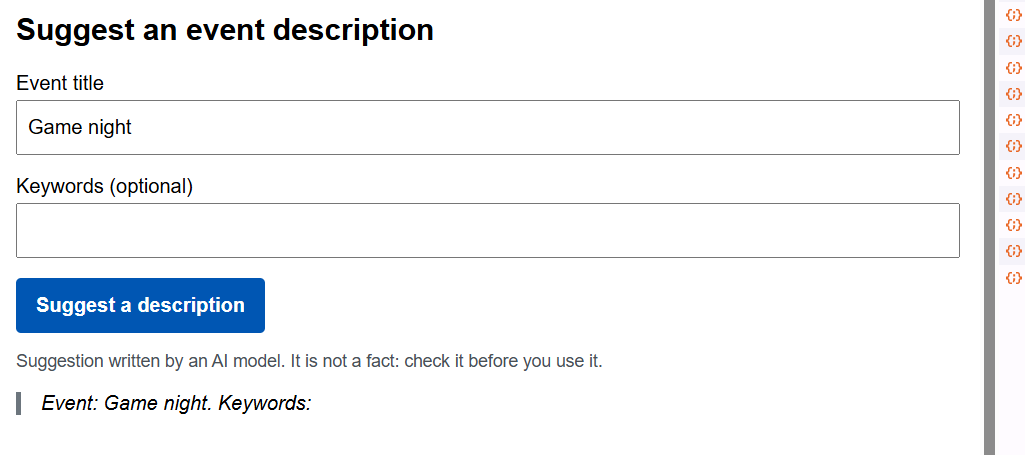 Suggest an event description
Event title
Game night
Keywords (optional)
Suggest a description
Suggestion written by an AI model. It is not a fact: check it before you use it.
Event: Game night. Keywords: